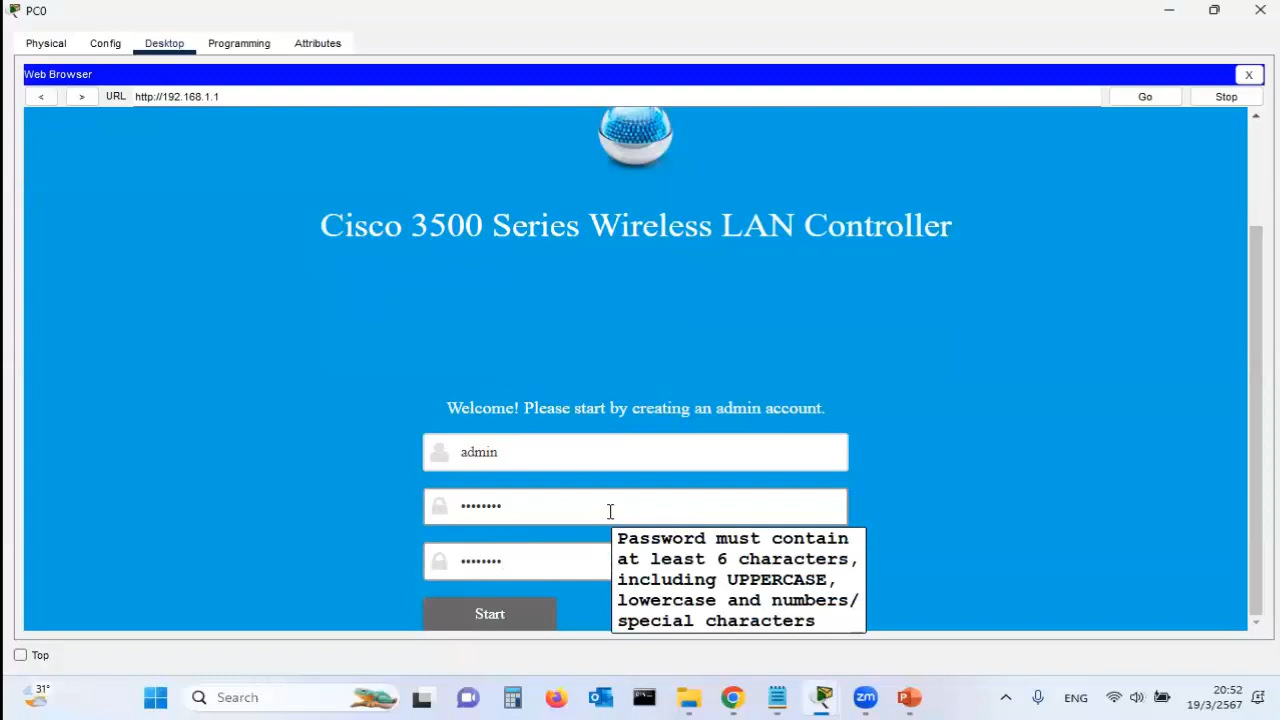 PC0
Physical Config Desktop Programming Attributes
Web Browser X
< > URL http://192.168.1.1 Go Stop
Cisco 3500 Series Wireless LAN Controller
Welcome! Please start by creating an admin account.
admin
••••••••
••••••••
Password must contain
at least 6 characters,
including UPPERCASE,
lowercase and numbers/
special characters
Start
Top
31°
Search
zm
ENG
20:52
19/3/2567